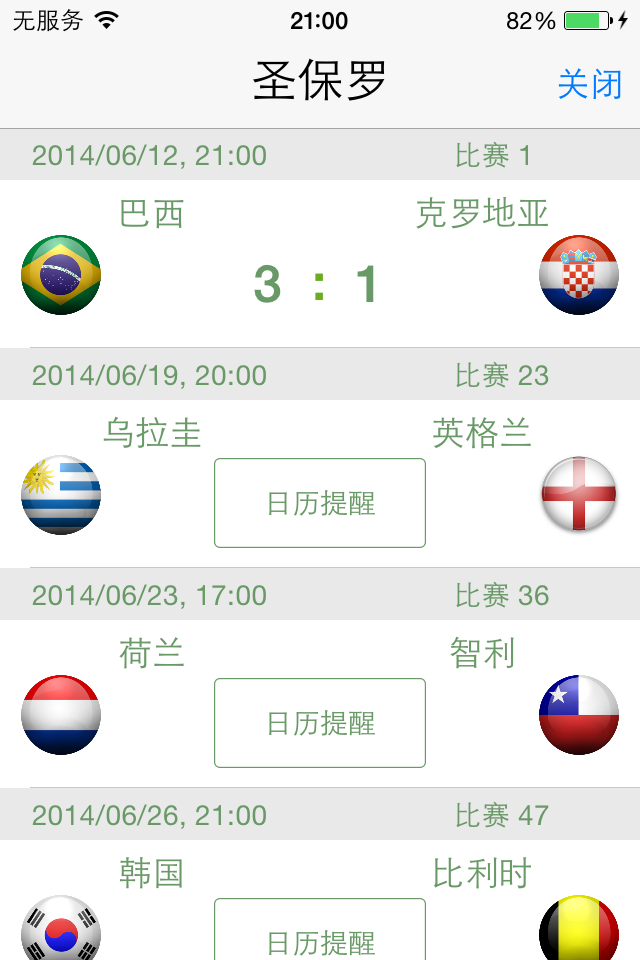 无服务 21:00 82%
圣保罗 关闭
2014/06/12, 21:00 比赛 1
巴西 克罗地亚
3 : 1
2014/06/19, 20:00 比赛 23
乌拉圭 英格兰
日历提醒
2014/06/23, 17:00 比赛 36
荷兰 智利
日历提醒
2014/06/26, 21:00 比赛 47
韩国 比利时
日历提醒